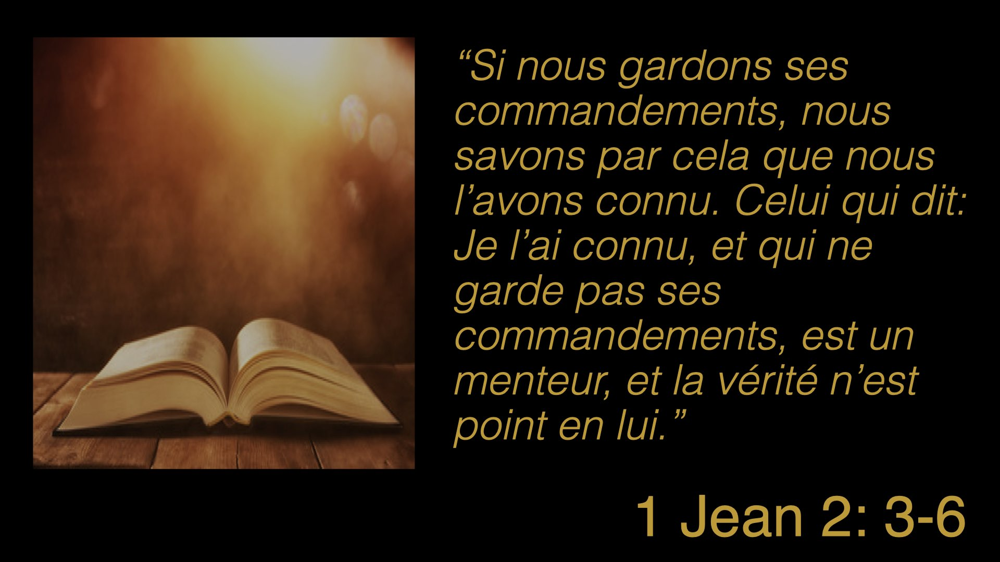 “Si nous gardons ses
commandements, nous
savons par cela que nous
l’avons connu. Celui qui dit:
Je l’ai connu, et qui ne
garde pas ses
commandements, est un
menteur, et la vérité n’est
point en lui.”
1 Jean 2: 3-6